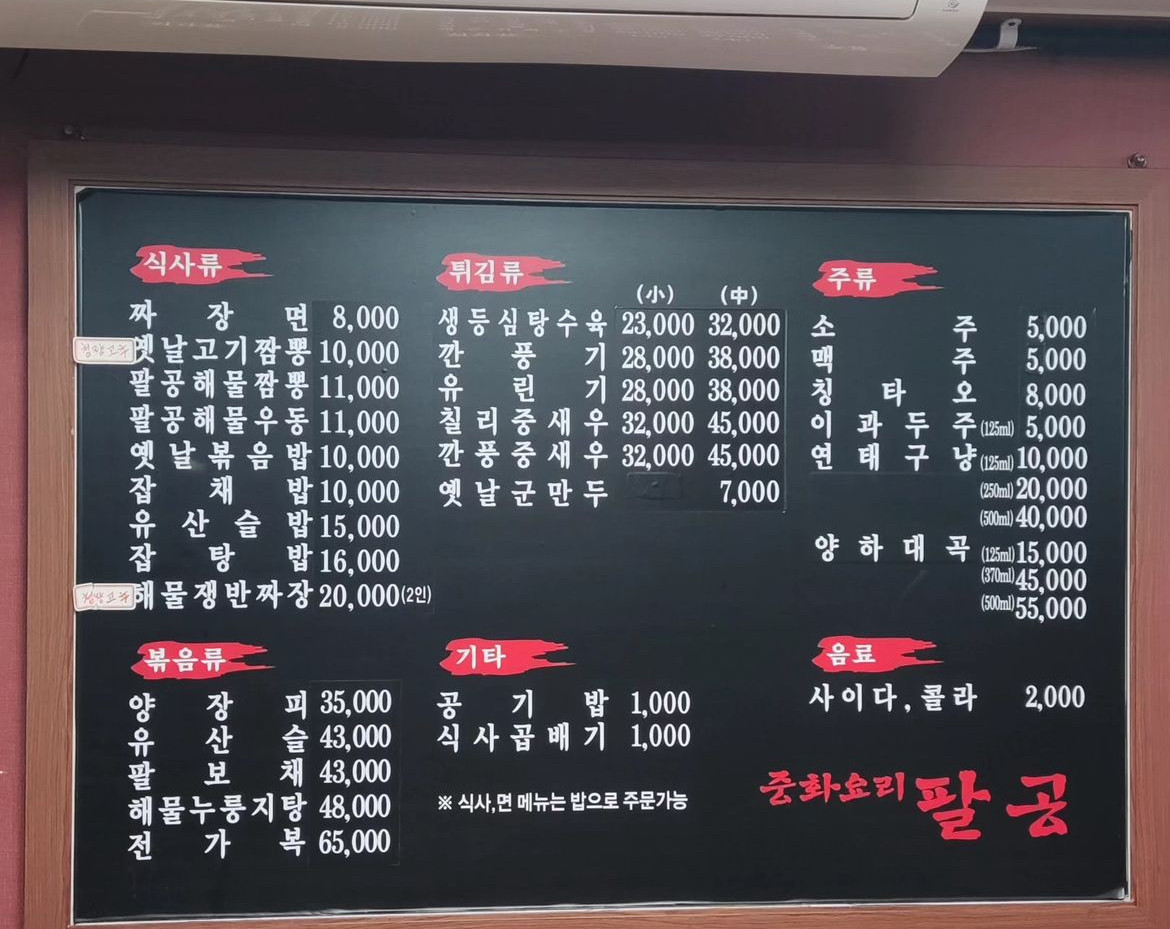 식사류
짜장면 8,000
옛날고기짬뽕 10,000
팔공해물짬뽕 11,000
팔공해물우동 11,000
옛날볶음밥 10,000
잡채밥 10,000
유산슬밥 15,000
잡탕밥 16,000
해물쟁반짜장 20,000(2인)
튀김류
(小) (中)
생등심탕수육 23,000 32,000
깐풍기 28,000 38,000
유린기 28,000 38,000
칠리중새우 32,000 45,000
깐풍중새우 32,000 45,000
옛날군만두 7,000
주류
소주 5,000
맥주 5,000
칭타오 8,000
이과두주(125ml) 5,000
연태구냥(125ml) 10,000
(250ml) 20,000
(500ml) 40,000
양하대곡(125ml) 15,000
(370ml) 45,000
(500ml) 55,000
볶음류
양장피 35,000
유산슬 43,000
팔보채 43,000
해물누룽지탕 48,000
전가복 65,000
기타
공기밥 1,000
식사곱배기 1,000
※ 식사,면 메뉴는 밥으로 주문가능
음료
사이다,콜라 2,000
중화요리 팔공